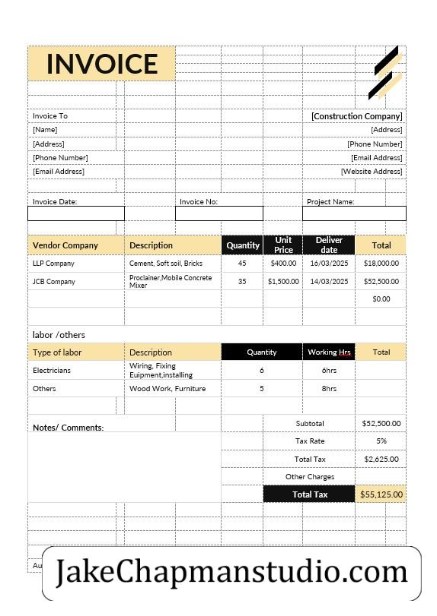 INVOICE
Invoice To [Construction Company]
[Name] [Address]
[Address] [Phone Number]
[Phone Number] [Email Address]
[Email Address] [Website Address]
Invoice Date: Invoice No: Project Name:
Vendor Company Description Quantity Unit Price Deliver date Total
LLP Company Cement, Soft soil, Bricks 45 $400.00 16/03/2025 $18,000.00
JCB Company Proclainer,Mobile Concrete Mixer 35 $1,500.00 14/03/2025 $52,500.00
$0.00
labor /others
Type of labor Description Quantity Working Hrs Total
Electricians Wiring, Fixing Euipment,installing 6 6hrs
Others Wood Work, Furniture 5 8hrs
Notes/ Comments:
Subtotal $52,500.00
Tax Rate 5%
Total Tax $2,625.00
Other Charges
Total Tax $55,125.00
JakeChapmanstudio.com